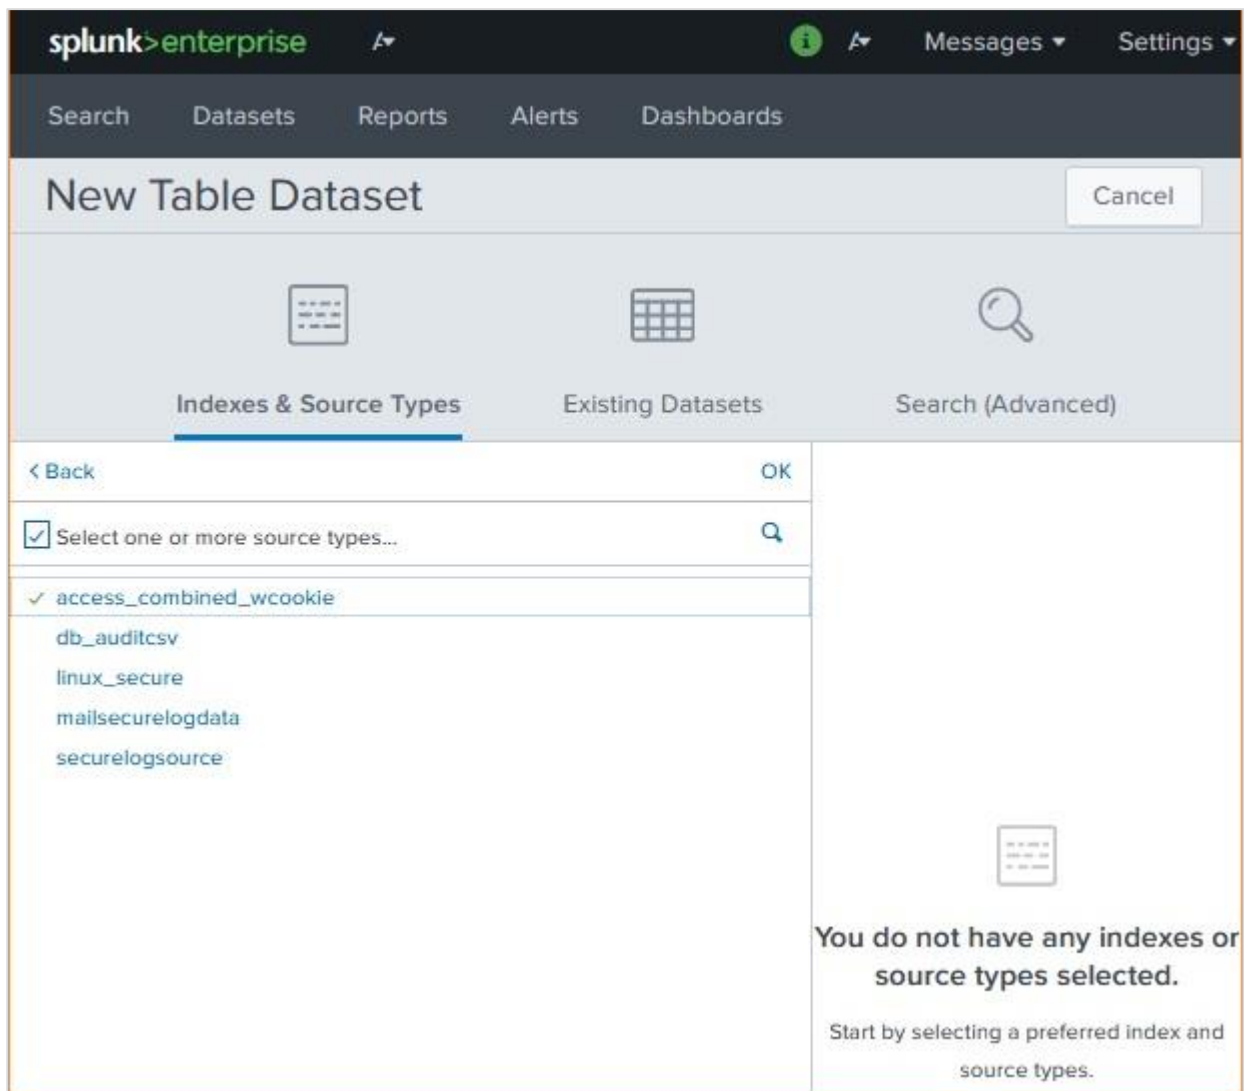 splunk>enterprise Messages Settings
Search Datasets Reports Alerts Dashboards
New Table Dataset Cancel
Indexes & Source Types Existing Datasets Search (Advanced)
< Back OK
Select one or more source types...
access_combined_wcookie
db_auditcsv
linux_secure
mailsecurelogdata
securelogsource
You do not have any indexes or
source types selected.
Start by selecting a preferred index and
source types.